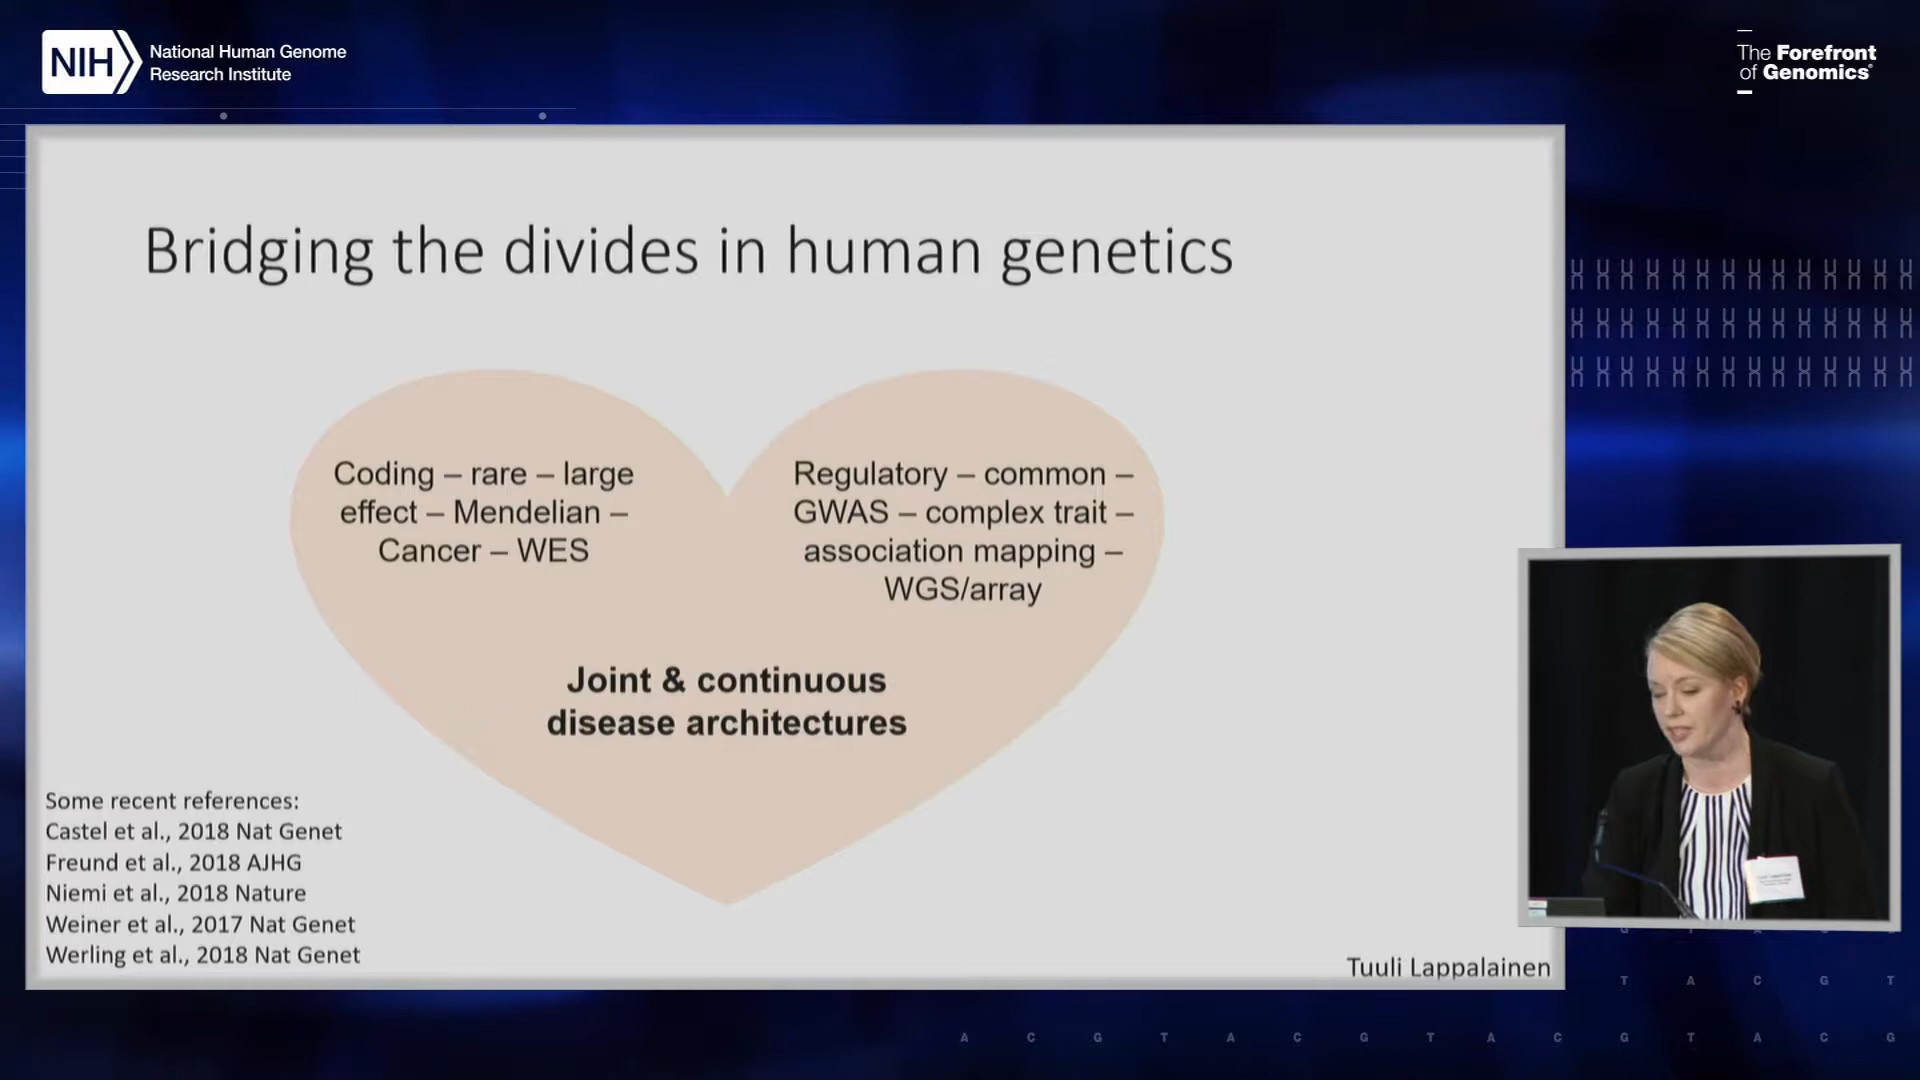 NIH
National Human Genome
Research Institute
The Forefront
of Genomics®
Bridging the divides in human genetics
Coding – rare – large
effect – Mendelian –
Cancer – WES
Regulatory – common –
GWAS – complex trait –
association mapping –
WGS/array
Joint & continuous
disease architectures
Some recent references:
Castel et al., 2018 Nat Genet
Freund et al., 2018 AJHG
Niemi et al., 2018 Nature
Weiner et al., 2017 Nat Genet
Werling et al., 2018 Nat Genet
Tuuli Lappalainen
T A C G T
A C G T A C G T A C G T A C G